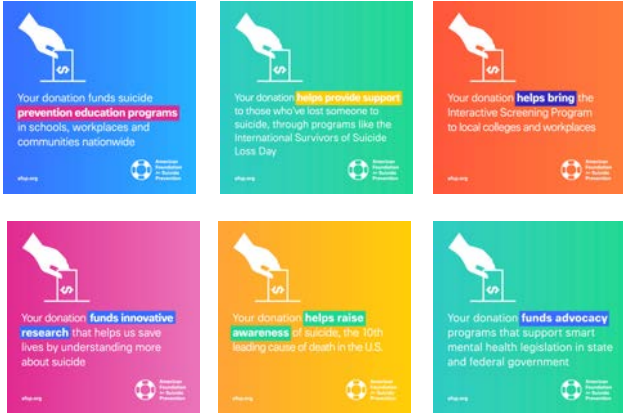 $
Your donation funds suicide
prevention education programs
in schools, workplaces and
communities nationwide
afsp.org
American
Foundation
for Suicide
Prevention
$
Your donation helps provide support
to those who've lost someone to
suicide, through programs like the
International Survivors of Suicide
Loss Day
afsp.org
American
Foundation
for Suicide
Prevention
$
Your donation helps bring the
Interactive Screening Program
to local colleges and workplaces
afsp.org
American
Foundation
for Suicide
Prevention
$
Your donation funds innovative
research that helps us save
lives by understanding more
about suicide
afsp.org
American
Foundation
for Suicide
Prevention
$
Your donation helps raise
awareness of suicide, the 10th
leading cause of death in the U.S.
afsp.org
American
Foundation
for Suicide
Prevention
$
Your donation funds advocacy
programs that support smart
mental health legislation in state
and federal government
afsp.org
American
Foundation
for Suicide
Prevention